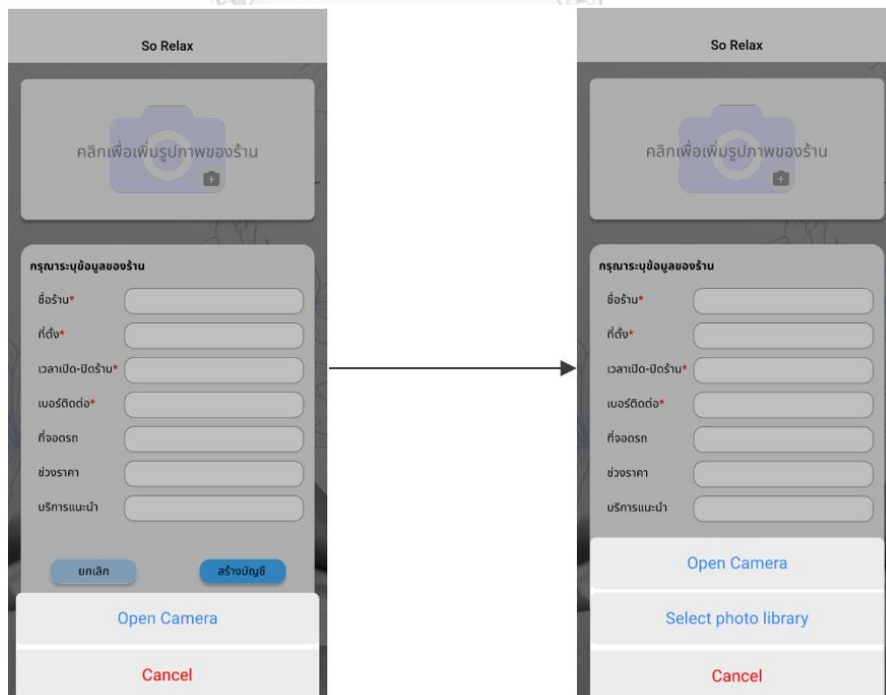 So Relax
คลิกเพื่อเพิ่มรูปภาพของร้าน
กรุณาระบุข้อมูลของร้าน
ชื่อร้าน*
ที่ตั้ง*
เวลาเปิด-ปิดร้าน*
เบอร์ติดต่อ*
ที่จอดรถ
ช่วงราคา
บริการแนะนำ
ยกเลิก สร้างบัญชี
Open Camera
Cancel
So Relax
คลิกเพื่อเพิ่มรูปภาพของร้าน
กรุณาระบุข้อมูลของร้าน
ชื่อร้าน*
ที่ตั้ง*
เวลาเปิด-ปิดร้าน*
เบอร์ติดต่อ*
ที่จอดรถ
ช่วงราคา
บริการแนะนำ
Open Camera
Select photo library
Cancel